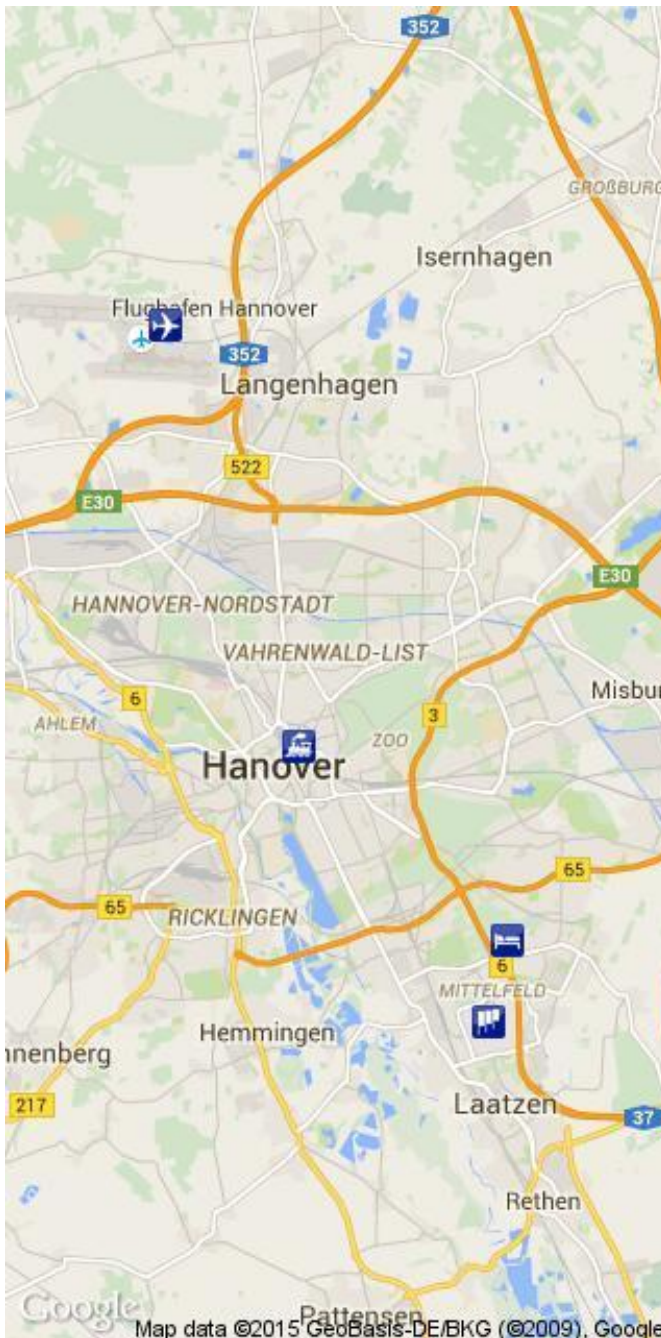 352
GROßBURG
Isernhagen
Flughafen Hannover
352
Langenhagen
522
E30
E30
HANNOVER-NORDSTADT
VAHRENWALD-LIST
Misbur
6
3
AHLEM
ZOO
Hanover
65
65
RICKLINGEN
6
MITTELFELD
Hemmingen
nnenberg
217
Laatzen
37
Rethen
Google
Pattensen
Map data ©2015 GeoBasis-DE/BKG (©2009), Google